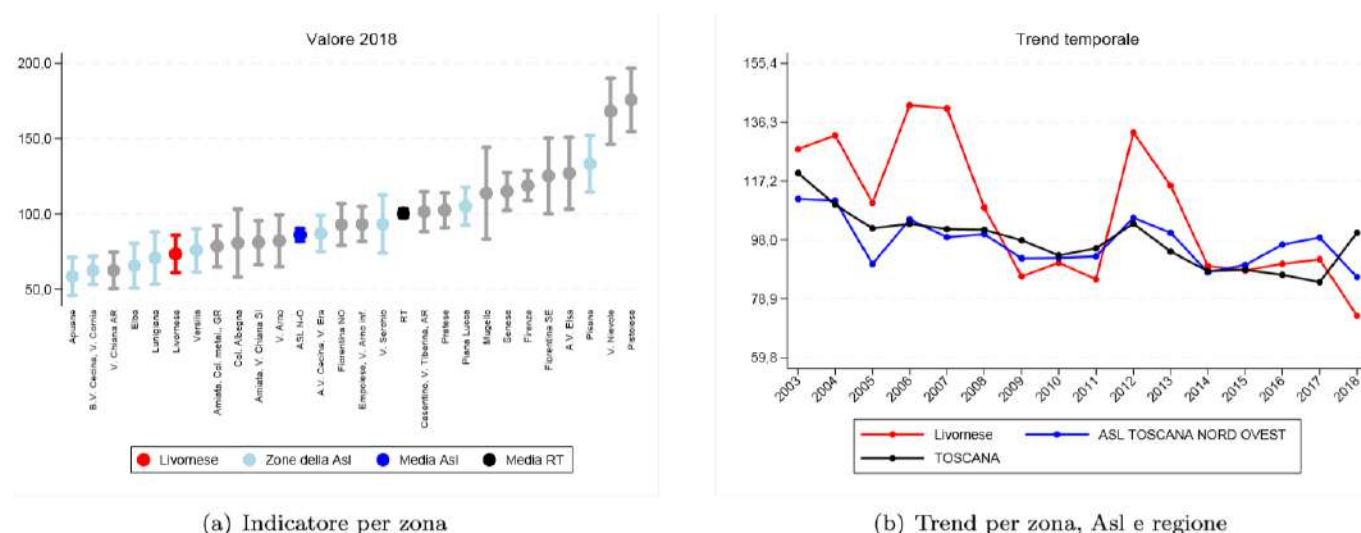 Valore 2018
200,0
150,0
100,0
50,0
Apuane
B.V. Cecina, V. Cornia
V. Chiana AR
Elba
Lunigiana
Livornese
Versilia
Amiata, Col. metal., GR
Col. Albegna
Amiata, V. Chiana SI
V. Arno
ASL N-O
A.V. Cecina, V. Era
Fiorentina NO
Empolese, V. Arno inf.
V. Serchio
RT
Casentino, V. Tiberina, AR
Pratese
Piana Lucca
Mugello
Senese
Firenze
Fiorentina SE
A.V. Elsa
Pisana
V. Nievole
Pistoiese
Livornese
Zone della Asl
Media Asl
Media RT
(a) Indicatore per zona
Trend temporale
155,4
136,3
117,2
98,0
78,9
59,8
2003
2004
2005
2006
2007
2008
2009
2010
2011
2012
2013
2014
2015
2016
2017
2018
Livornese
ASL TOSCANA NORD OVEST
TOSCANA
(b) Trend per zona, Asl e regione